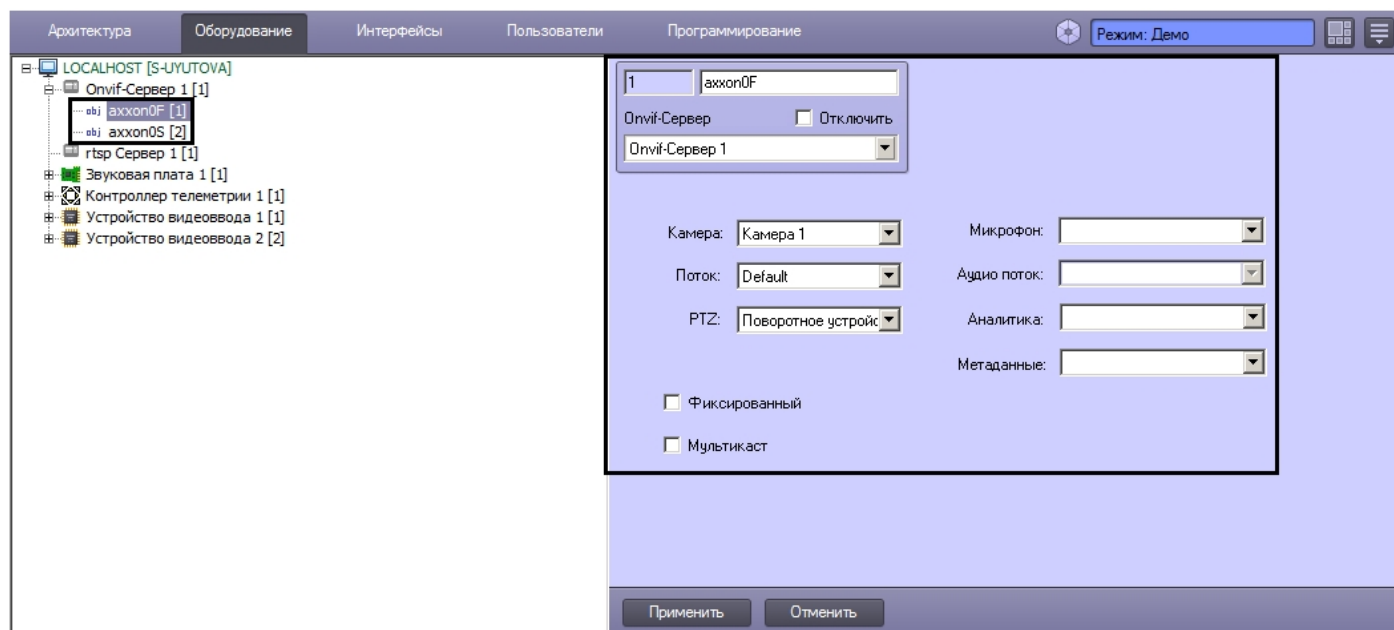 Архитектура Оборудование Интерфейсы Пользователи Программирование Режим: Демо
LOCALHOST [S-UYUTOVA]
Onvif-Сервер 1 [1]
obj axxon0F [1]
obj axxon0S [2]
rtsp Сервер 1 [1]
Звуковая плата 1 [1]
Контроллер телеметрии 1 [1]
Устройство видеоввода 1 [1]
Устройство видеоввода 2 [2]
1 axxon0F
Onvif-Сервер Отключить
Onvif-Сервер 1
Камера: Камера 1 Микрофон:
Поток: Default Аудио поток:
PTZ: Поворотное устройс Аналитика:
Метаданные:
Фиксированный
Мультикаст
Применить Отменить